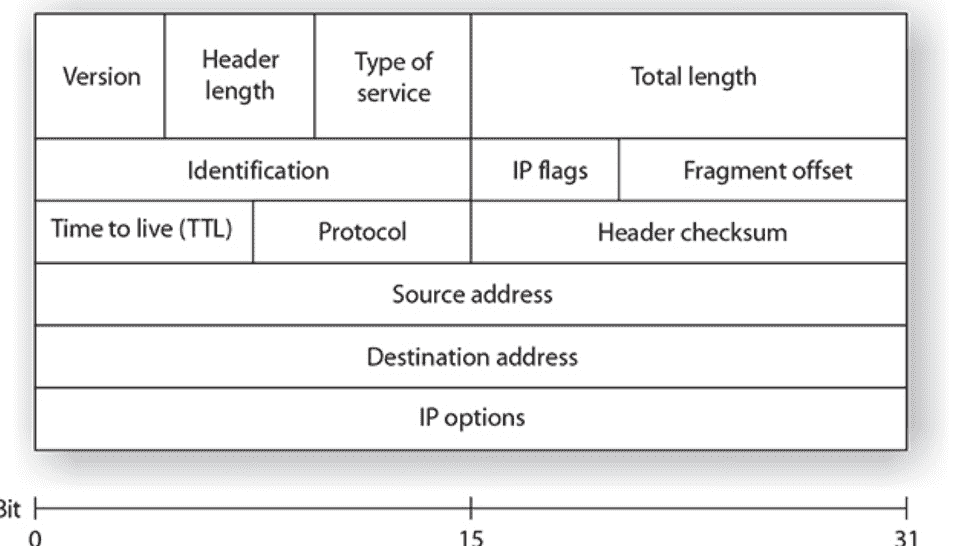 Version
Header
length
Type of
service
Total length
Identification
IP flags
Fragment offset
Time to live (TTL)
Protocol
Header checksum
Source address
Destination address
IP options
Bit
0
15
31